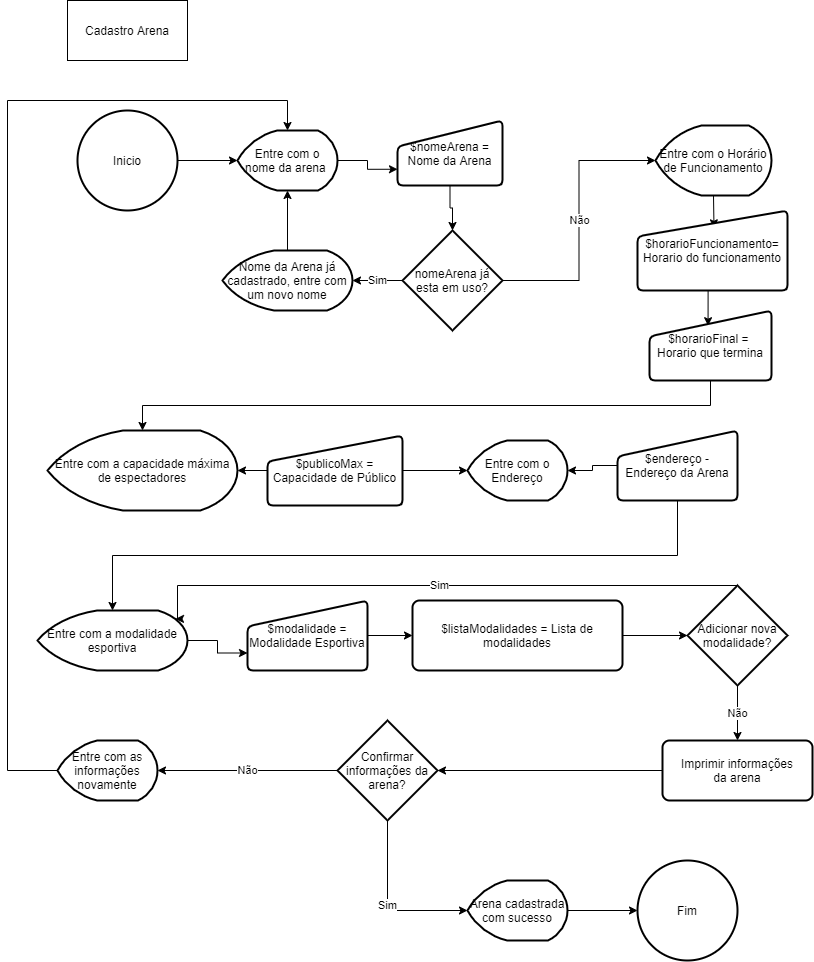 Cadastro Arena
Inicio
Entre com o
nome da arena
$nomeArena =
Nome da Arena
Entre com o Horário
de Funcionamento
Não
$horarioFuncionamento=
Horario do funcionamento
Nome da Arena já
cadastrado, entre com
um novo nome
Sim
nomeArena já
esta em uso?
$horarioFinal =
Horario que termina
Entre com a capacidade máxima
de espectadores
$publicoMax =
Capacidade de Público
Entre com o
Endereço
$endereço -
Endereço da Arena
Sim
Entre com a modalidade
esportiva
$modalidade =
Modalidade Esportiva
$listaModalidades = Lista de
modalidades
Adicionar nova
modalidade?
Não
Entre com as
informações
novamente
Não
Confirmar
informações da
arena?
Imprimir informações
da arena
Sim
Arena cadastrada
com sucesso
Fim